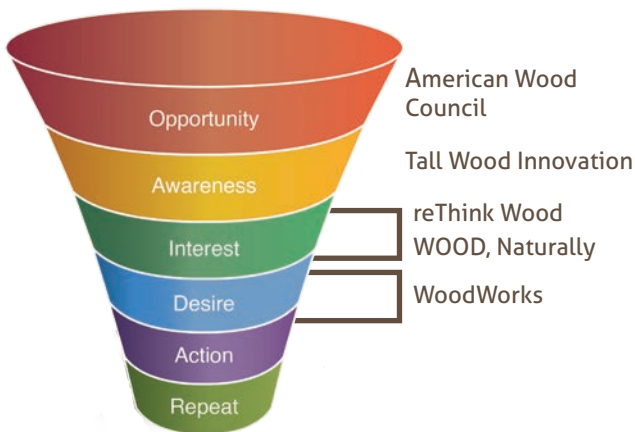 Opportunity
American Wood
Council
Awareness
Tall Wood Innovation
Interest
reThink Wood
WOOD, Naturally
Desire
WoodWorks
Action
Repeat